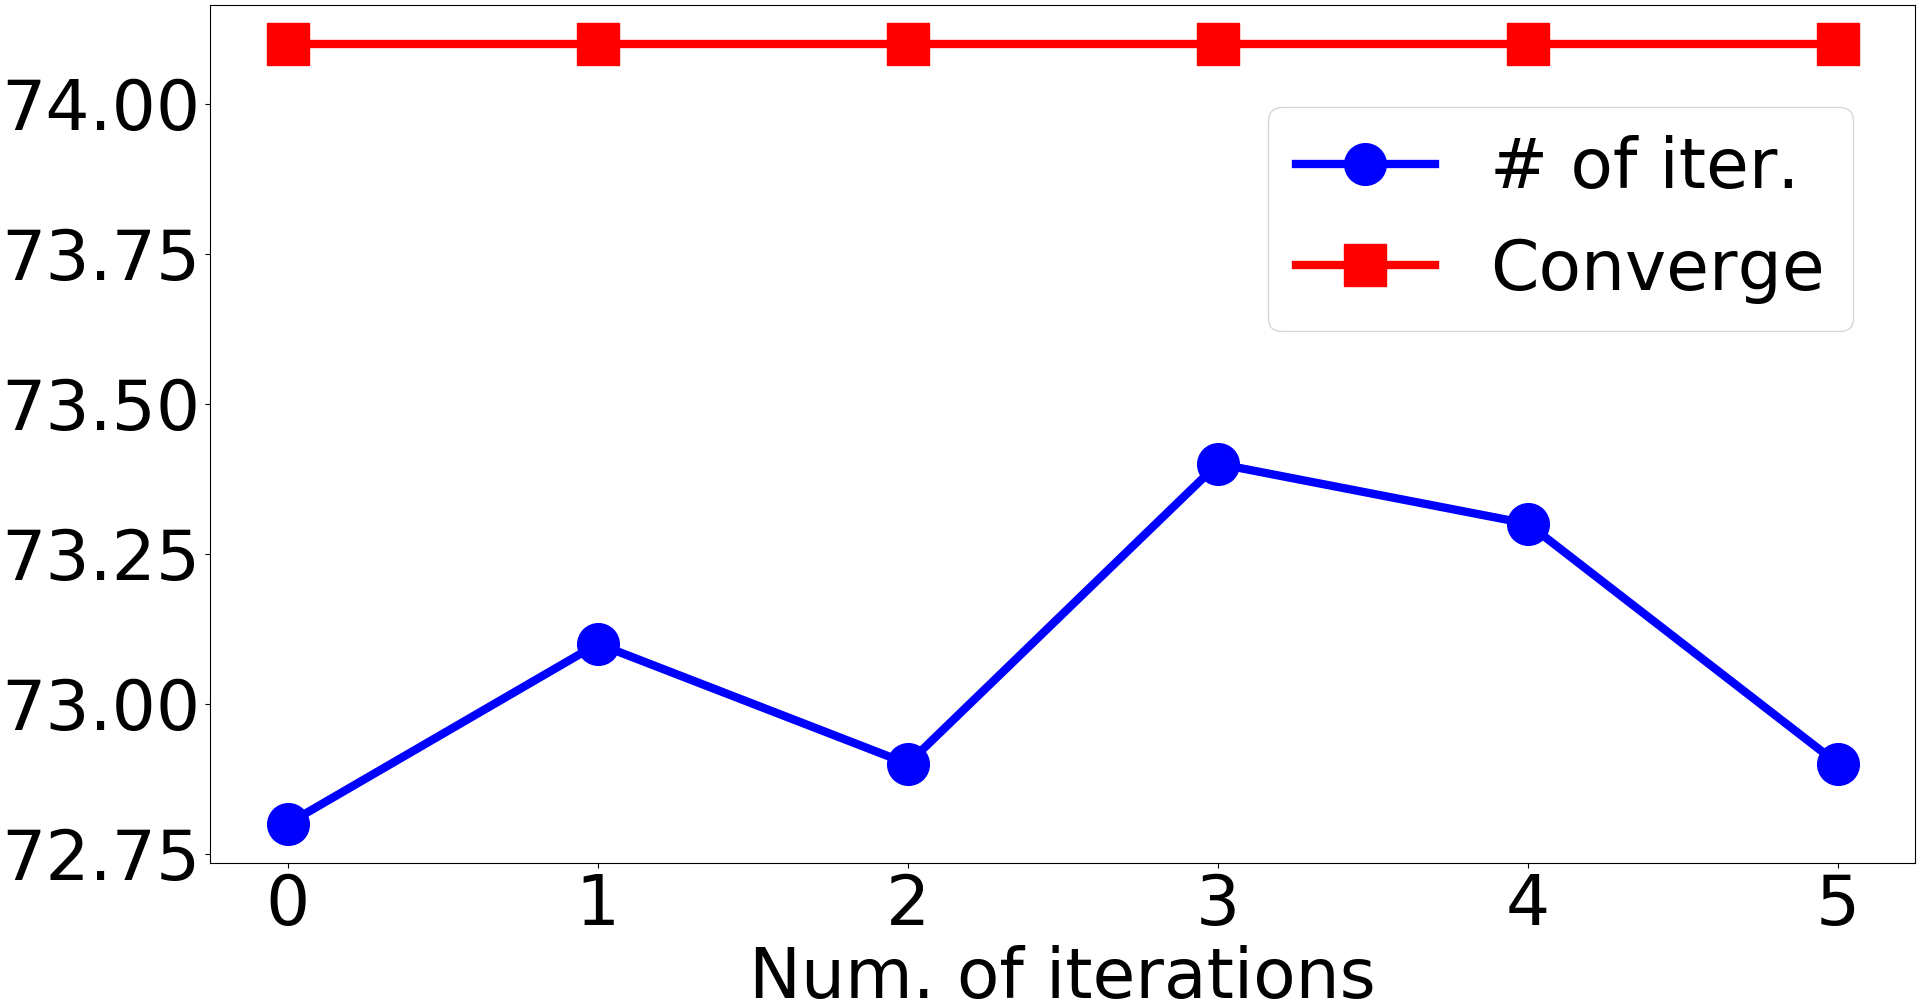 74.00
73.75
73.50
73.25
73.00
72.75
# of iter.
Converge
0 1 2 3 4 5
Num. of iterations